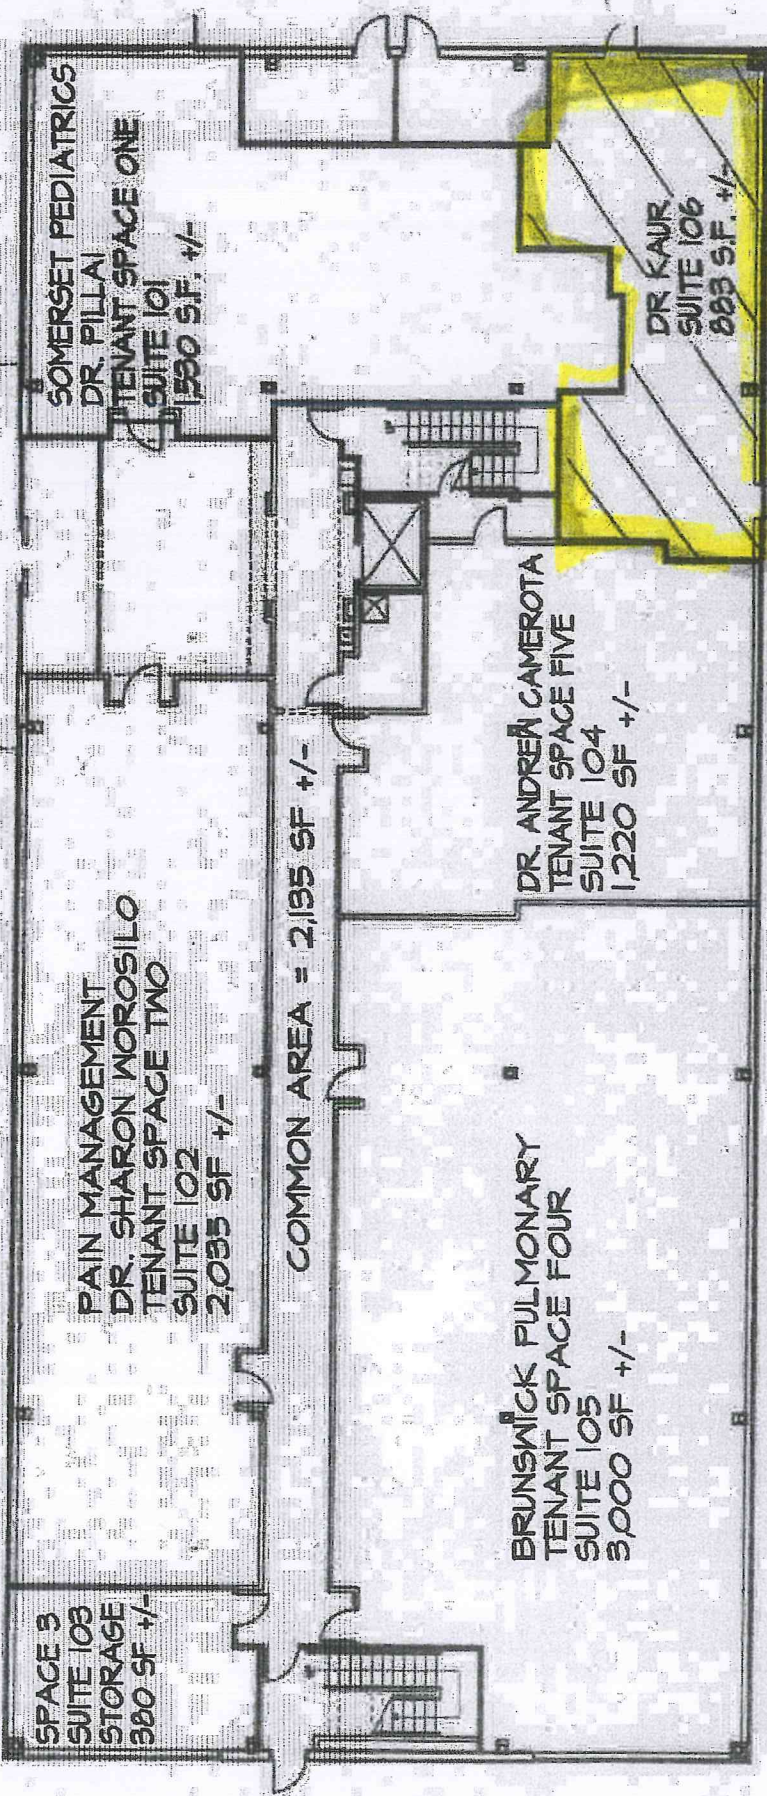 SOMERSET PEDIATRICS
DR. PILLAI
TENANT SPACE ONE
SUITE 101
1,550 S.F. +/-
DR KAUR
SUITE 106
883 S.F. +/-
DR. ANDREW CAMEROTA
TENANT SPACE FIVE
SUITE 104
1,220 SF +/-
COMMON AREA = 2,135 SF +/-
PAIN MANAGEMENT
DR. SHARON WOROSILO
TENANT SPACE TWO
SUITE 102
2,035 SF +/-
BRUNSWICK PULMONARY
TENANT SPACE FOUR
SUITE 105
3,000 SF +/-
SPACE 3
SUITE 103
STORAGE
380 SF +/-